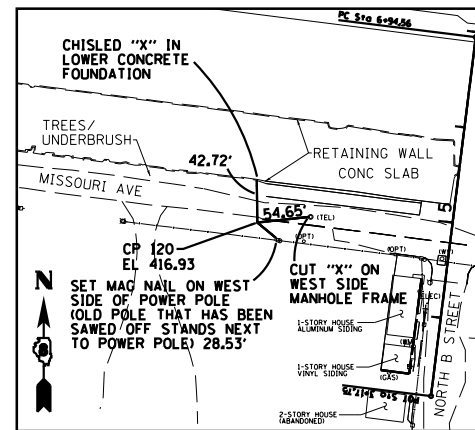 PC Sta 6+94.56
CHISLED "X" IN
LOWER CONCRETE
FOUNDATION
TREES/
UNDERBRUSH
42.72'
RETAINING WALL
CONC SLAB
MISSOURI AVE
54.65'
(TEL)
5
(OPT)
CP 120
EL 416.93
(OPT)
SET MAG NAIL ON WEST
SIDE OF POWER POLE
(OLD POLE THAT HAS BEEN
SAWED OFF STANDS NEXT
TO POWER POLE) 28.53'
CUT "X" ON
WEST SIDE
MANHOLE FRAME
N
1-STORY HOUSE
ALUMINUM SIDING
1-STORY HOUSE
VINYL SIDING
(GAS)
NORTH B STREET
2-STORY HOUSE
(ABANDONED)